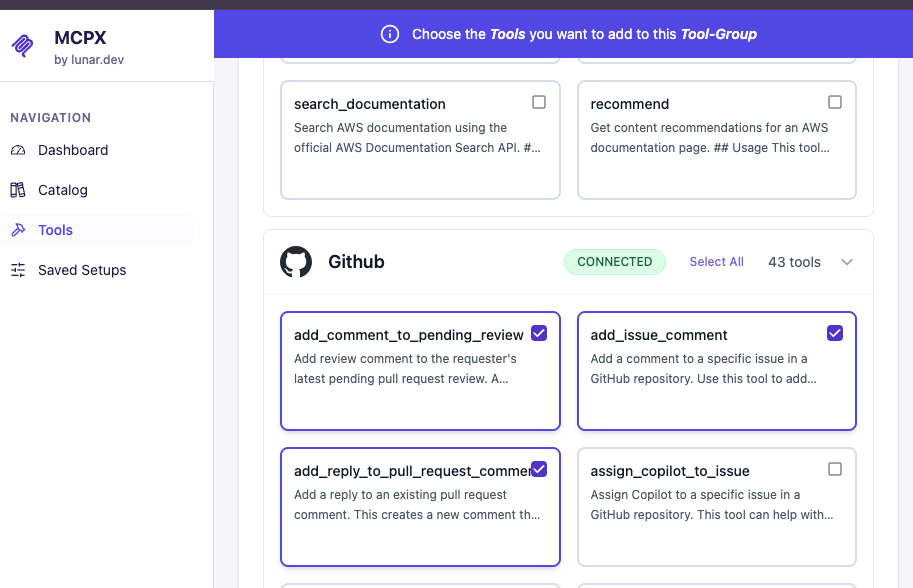 MCPX
by lunar.dev
Choose the Tools you want to add to this Tool-Group
NAVIGATION
Dashboard
Catalog
Tools
Saved Setups
search_documentation
Search AWS documentation using the
official AWS Documentation Search API. #...
recommend
Get content recommendations for an AWS
documentation page. ## Usage This tool...
Github
CONNECTED
Select All
43 tools
add_comment_to_pending_review
Add review comment to the requester's
latest pending pull request review. A...
add_issue_comment
Add a comment to a specific issue in a
GitHub repository. Use this tool to add...
add_reply_to_pull_request_commen
Add a reply to an existing pull request
comment. This creates a new comment th...
assign_copilot_to_issue
Assign Copilot to a specific issue in a
GitHub repository. This tool can help with...